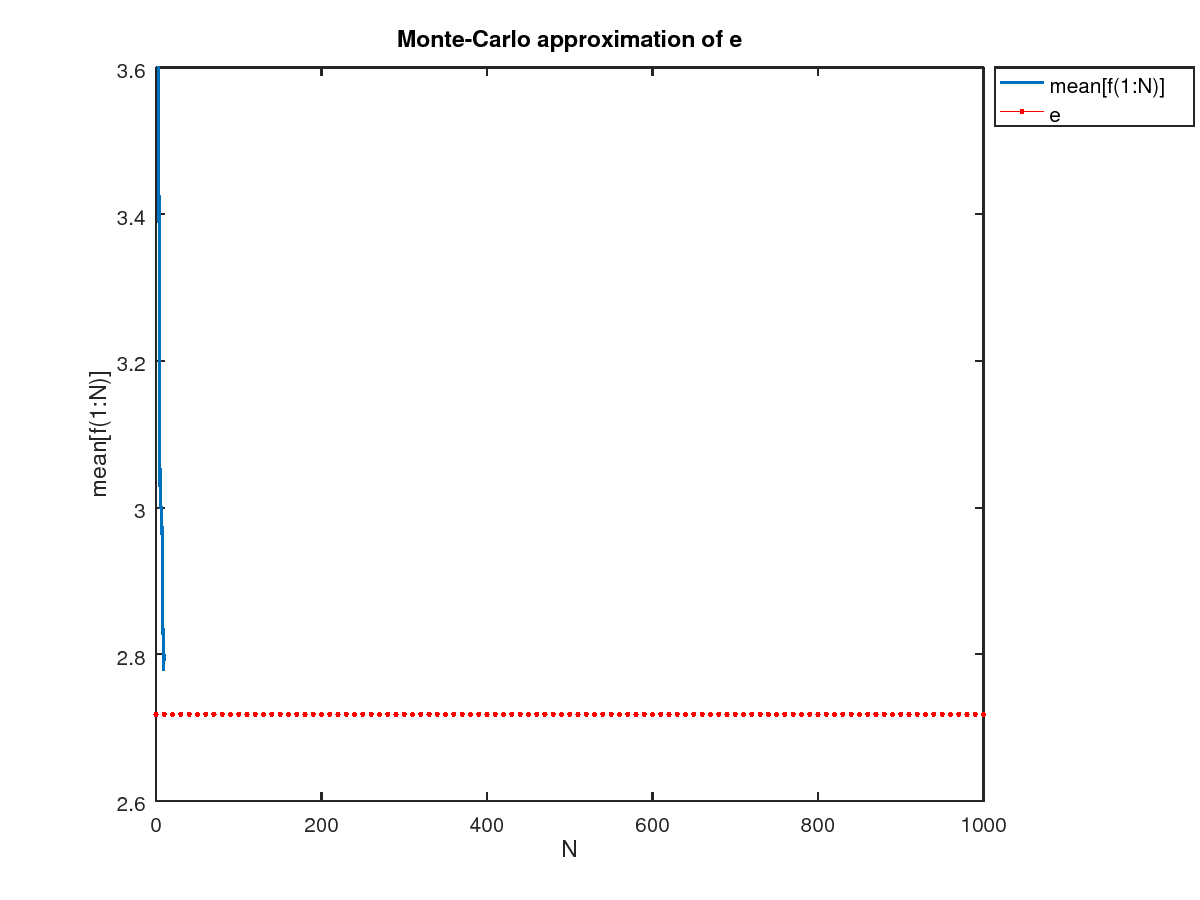 Monte-Carlo approximation of e
mean[f(1:N)]
e
3.6
3.4
3.2
3
2.8
2.6
mean[f(1:N)]
0
200
400
600
800
1000
N